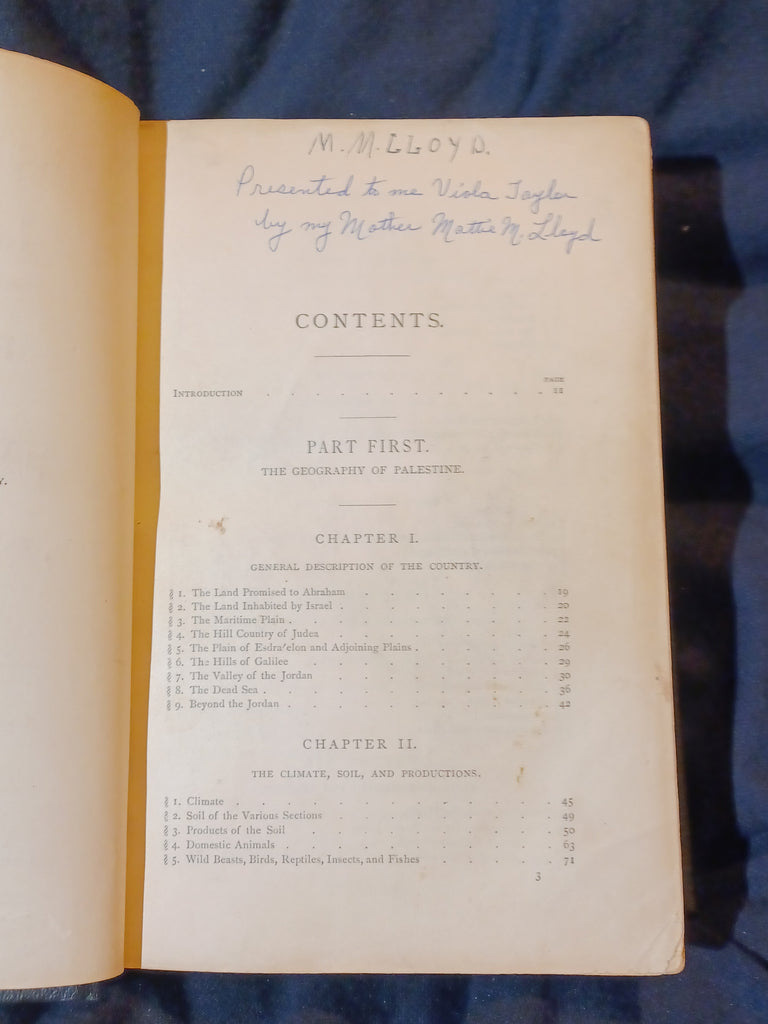 M. M. LLOYD.
Presented to me Viola Taylor
by my Mother Mattie M. Lloyd
CONTENTS.
PAGE
INTRODUCTION . . . . . . . . . . . . 11
PART FIRST.
THE GEOGRAPHY OF PALESTINE.
CHAPTER I.
GENERAL DESCRIPTION OF THE COUNTRY.
§ 1. The Land Promised to Abraham . . . . . . . . 19
§ 2. The Land Inhabited by Israel . . . . . . . . . 20
§ 3. The Maritime Plain . . . . . . . . . . . 22
§ 4. The Hill Country of Judea . . . . . . . . . 24
§ 5. The Plain of Esdra'elon and Adjoining Plains . . . . . . 26
§ 6. The Hills of Galilee . . . . . . . . . . 29
§ 7. The Valley of the Jordan . . . . . . . . . 30
§ 8. The Dead Sea . . . . . . . . . . . . 36
§ 9. Beyond the Jordan . . . . . . . . . . . 42
CHAPTER II.
THE CLIMATE, SOIL, AND PRODUCTIONS.
§ 1. Climate . . . . . . . . . . . . . 45
§ 2. Soil of the Various Sections . . . . . . . . . 49
§ 3. Products of the Soil . . . . . . . . . . 50
§ 4. Domestic Animals . . . . . . . . . . . 63
§ 5. Wild Beasts, Birds, Reptiles, Insects, and Fishes . . . . . 71
3